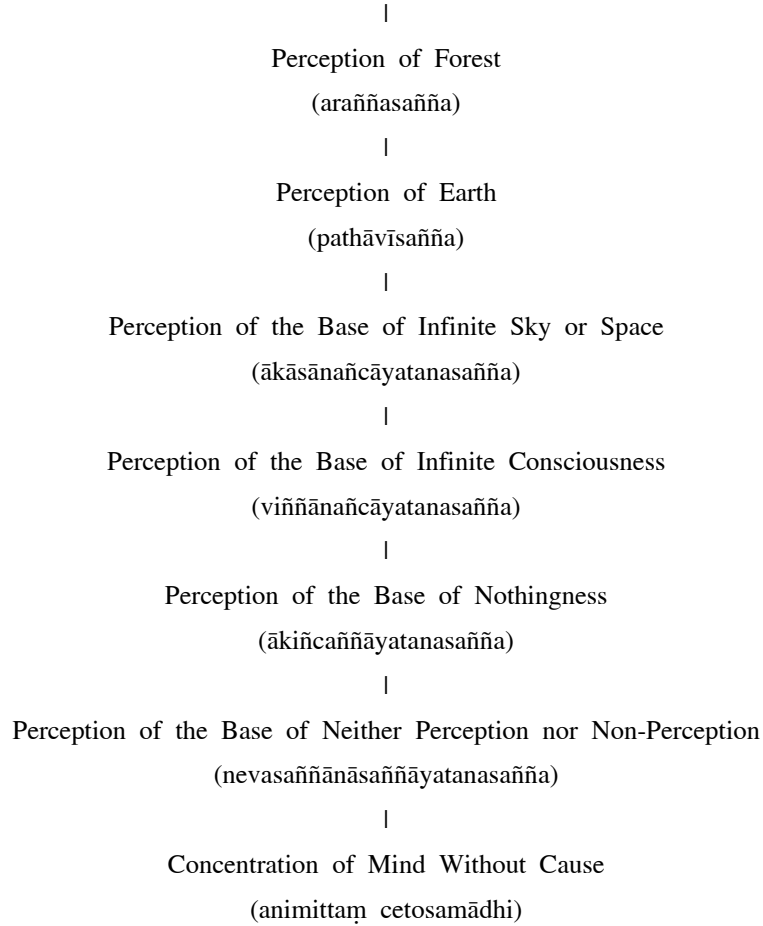 |
Perception of Forest
(araññasañña)
|
Perception of Earth
(pathāvīsañña)
|
Perception of the Base of Infinite Sky or Space
(ākāsānañcāyatanasañña)
|
Perception of the Base of Infinite Consciousness
(viññānañcāyatanasañña)
|
Perception of the Base of Nothingness
(ākiñcaññāyatanasañña)
|
Perception of the Base of Neither Perception nor Non-Perception
(nevasaññānāsaññāyatanasañña)
|
Concentration of Mind Without Cause
(animittaṃ cetosamādhi)